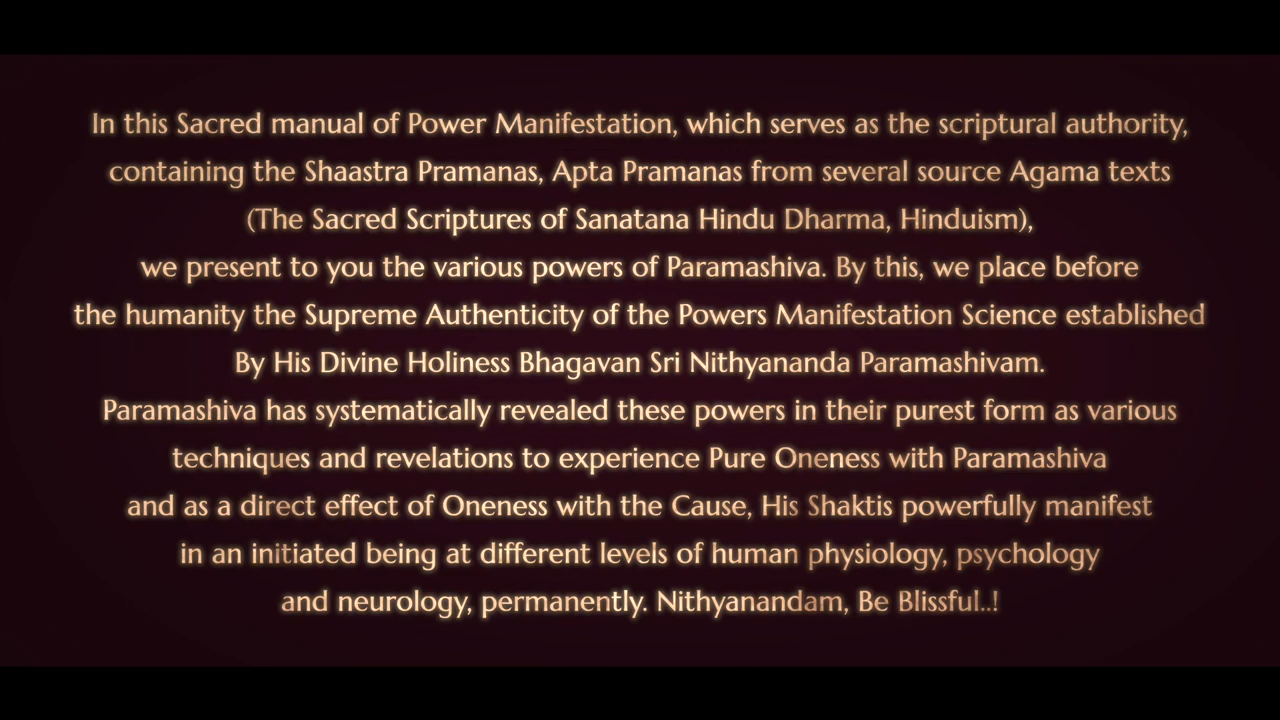 In this Sacred manual of Power Manifestation, which serves as the scriptural authority,
containing the Shaastra Pramanas, Apta Pramanas from several source Agama texts
(The Sacred Scriptures of Sanatana Hindu Dharma, Hinduism),
we present to you the various powers of Paramashiva. By this, we place before
the humanity the Supreme Authenticity of the Powers Manifestation Science established
By His Divine Holiness Bhagavan Sri Nithyananda Paramashivam.
Paramashiva has systematically revealed these powers in their purest form as various
techniques and revelations to experience Pure Oneness with Paramashiva
and as a direct effect of Oneness with the Cause, His Shaktis powerfully manifest
in an initiated being at different levels of human physiology, psychology
and neurology, permanently. Nithyanandam, Be Blissful..!